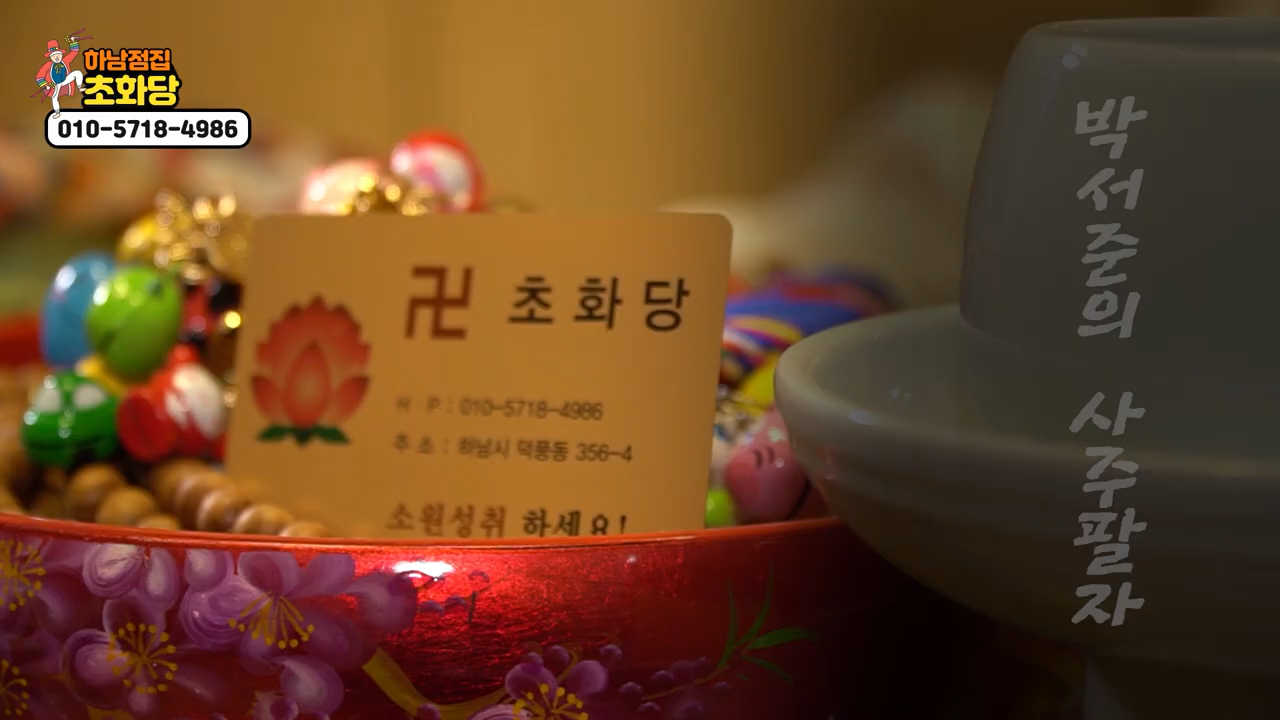 하남점집
초화당
010-5718-4986
卍 초화당
H · P : 010-5718-4986
주 소 : 하남시 덕풍동 356-4
소원성취 하세요!
박서준의 사주팔자